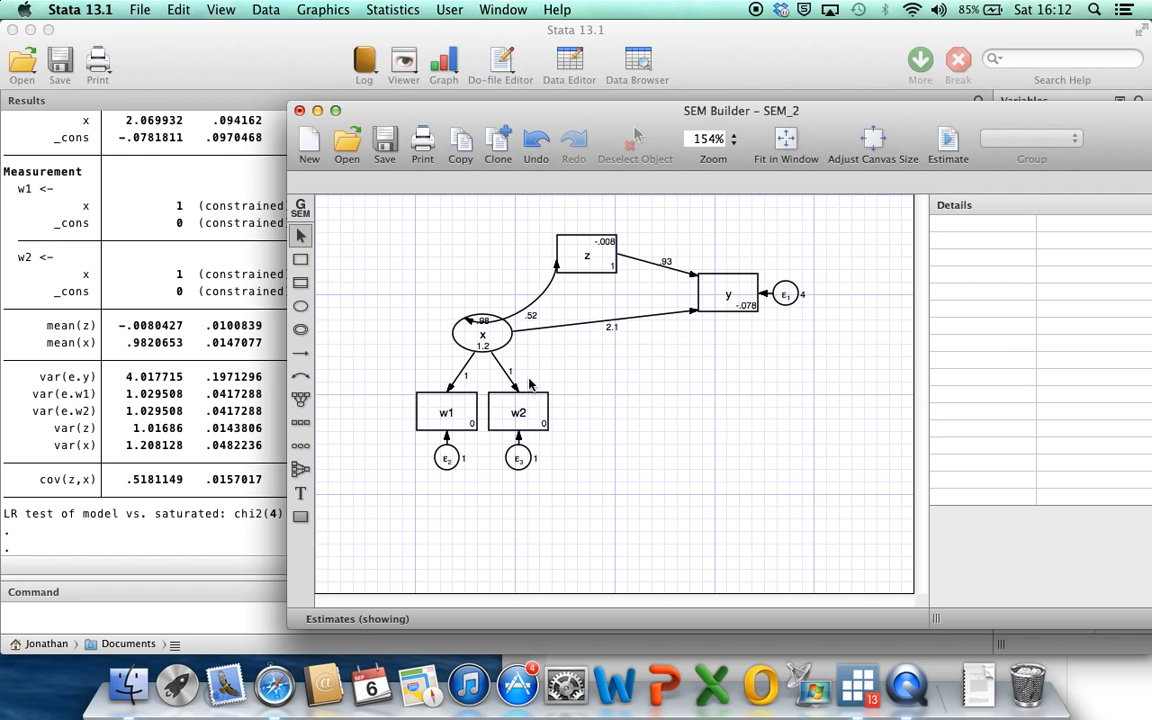 Stata File Edit View Data Graphics Statistics User Window Help 85% Sat 16:12
Stata 13.1
Open Save Print Log Viewer Graph Do-file Editor Data Editor Data Browser More Break Search Help
Results
Variables
x 2.069932 .094162
_cons -.0781811 .0970468
Measurement
w1 <-
x 1 (constrained
_cons 0 (constrained
w2 <-
x 1 (constrained
_cons 0 (constrained
mean(z) -.0080427 .0100839
mean(x) .9820653 .0147077
var(e.y) 4.017715 .1971296
var(e.w1) 1.029508 .0417288
var(e.w2) 1.029508 .0417288
var(z) 1.01686 .0143806
var(x) 1.208128 .0482236
cov(z,x) .5181149 .0157017
LR test of model vs. saturated: chi2(4)
.
.
Command
Jonathan Documents
SEM Builder – SEM_2
New Open Save Print Copy Clone Undo Redo Deselect Object 154% Zoom Fit in Window Adjust Canvas Size Estimate Group
G
SEM
T
-.008
z
1
.93
y
-.078
ε1 4
.52
2.1
.98
x
1.2
1 1
w1 0 w2 0
ε2 1 ε3 1
Details
Estimates (showing)
SEP
6
4
W P X O
13